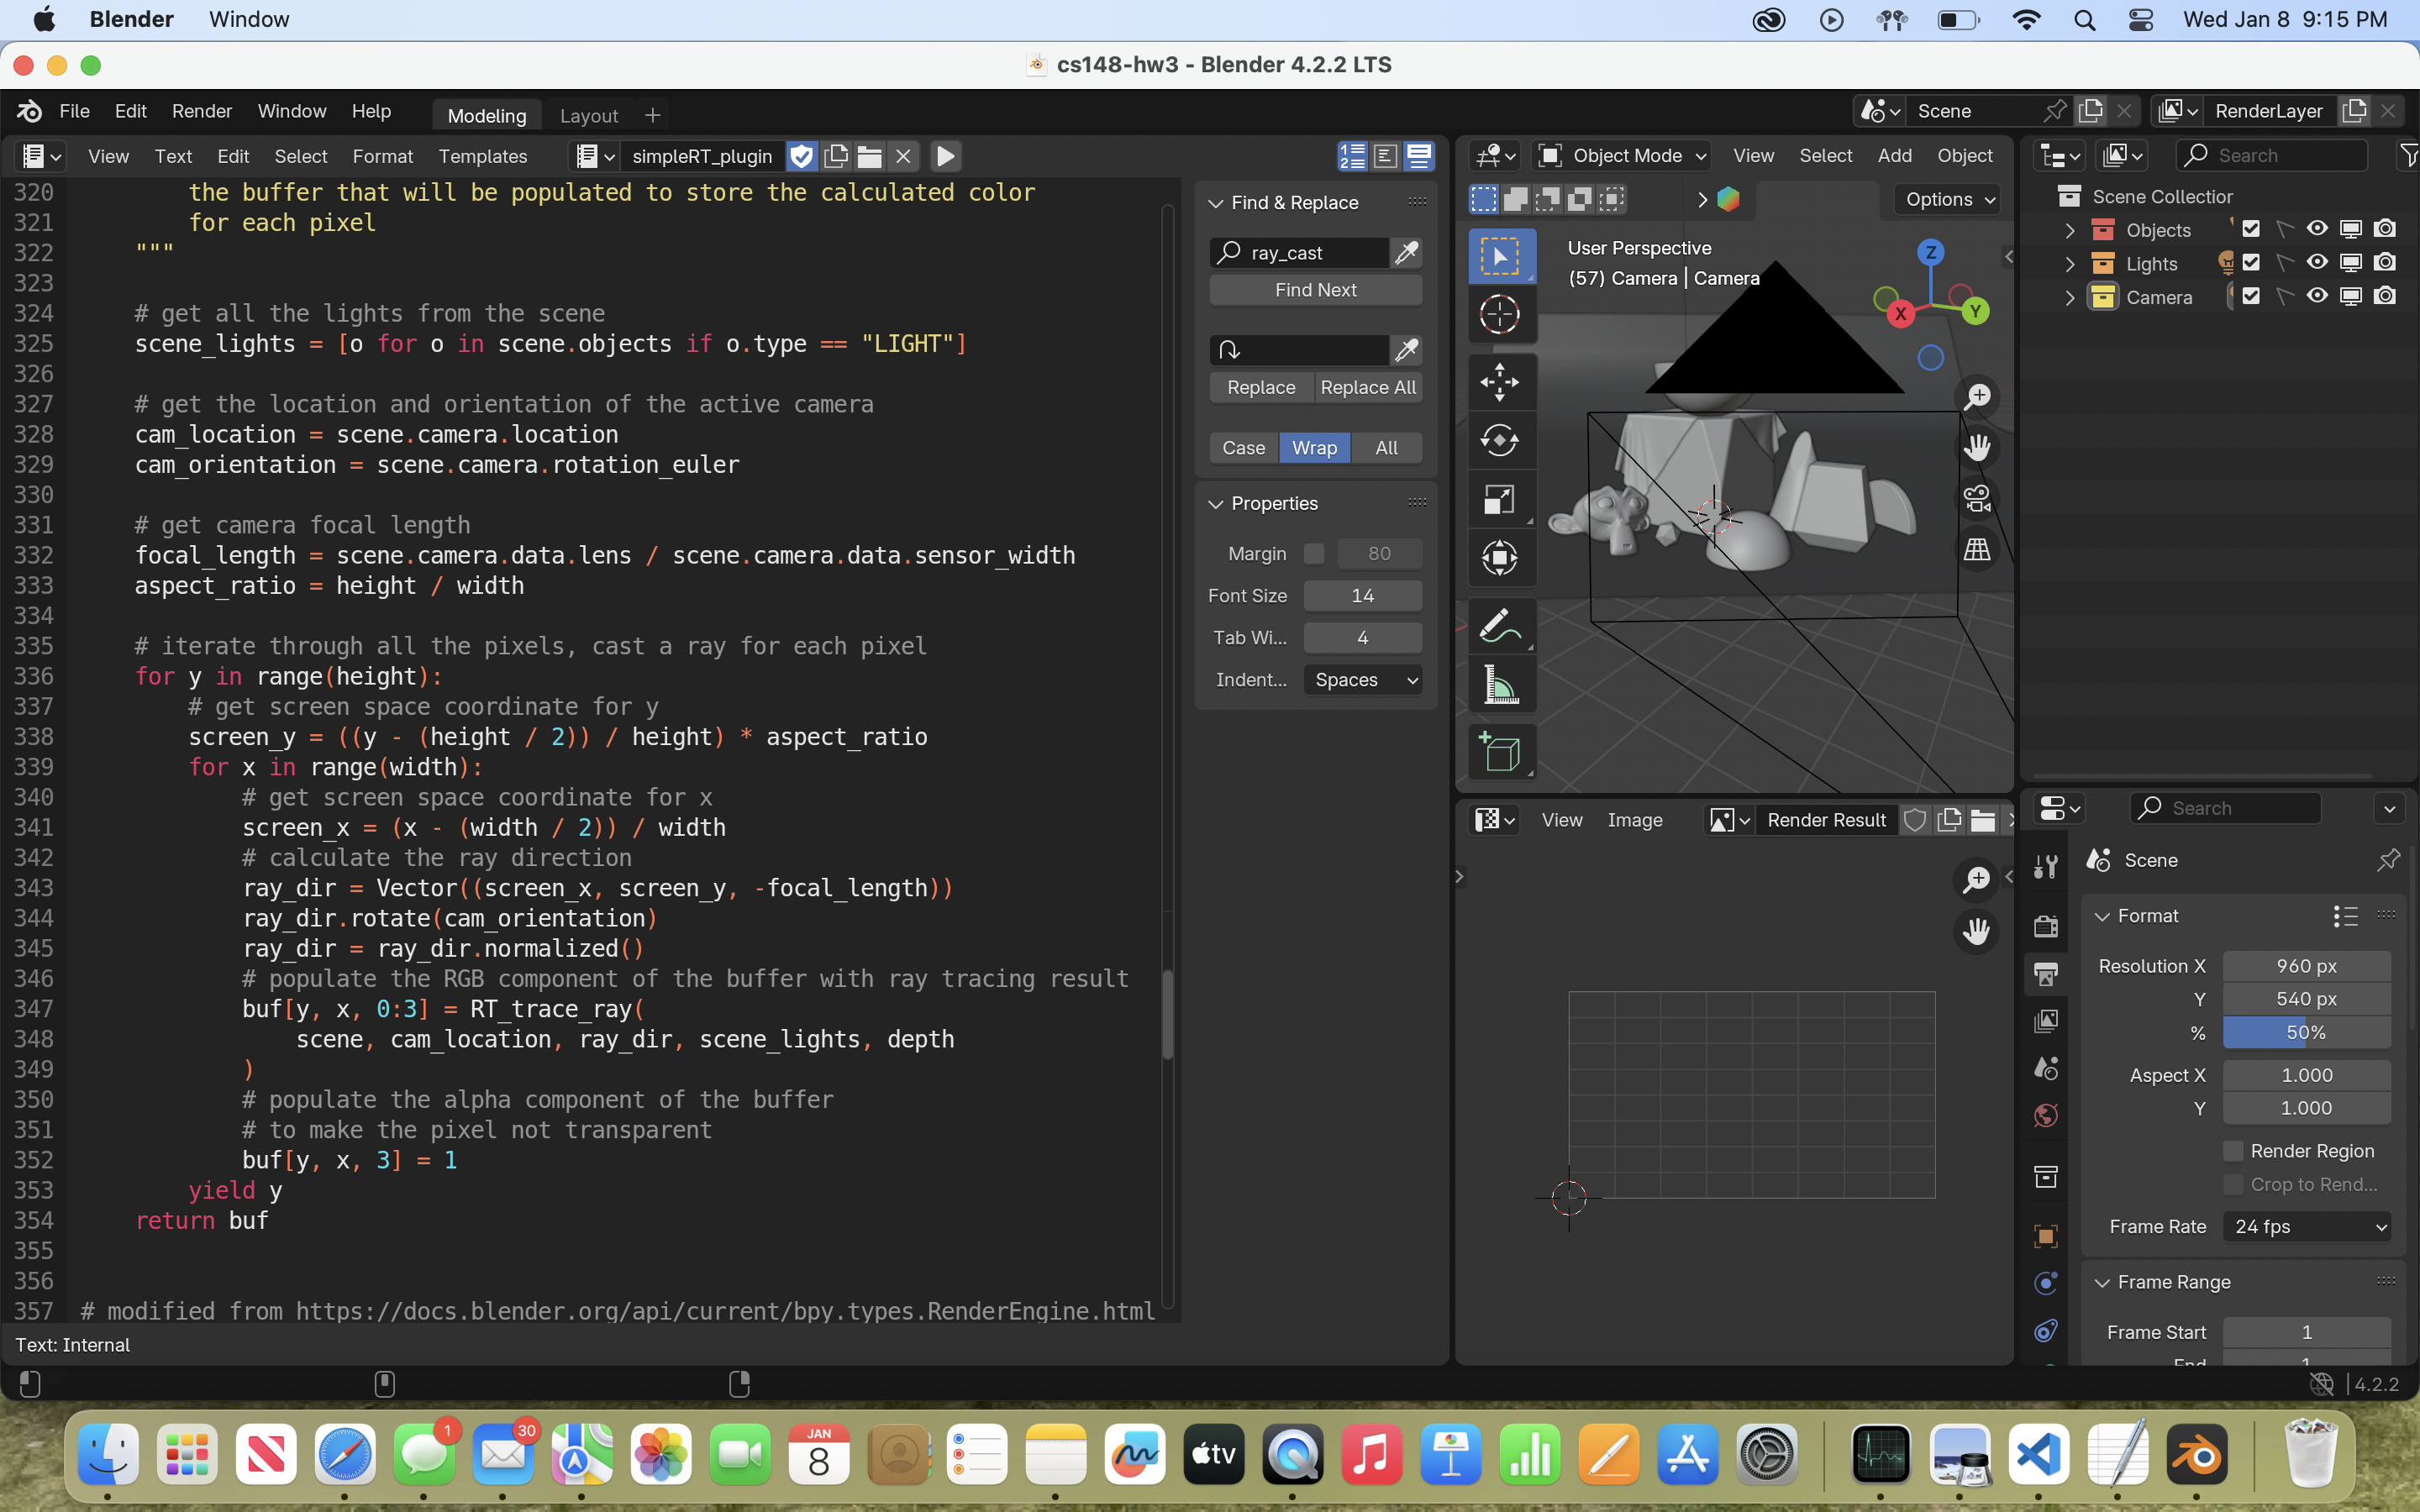 Blender Window Wed Jan 8 9:15 PM
cs148-hw3 - Blender 4.2.2 LTS
File Edit Render Window Help Modeling Layout + Scene RenderLayer
View Text Edit Select Format Templates simpleRT_plugin
320 the buffer that will be populated to store the calculated color
321 for each pixel
322 """
323
324 # get all the lights from the scene
325 scene_lights = [o for o in scene.objects if o.type == "LIGHT"]
326
327 # get the location and orientation of the active camera
328 cam_location = scene.camera.location
329 cam_orientation = scene.camera.rotation_euler
330
331 # get camera focal length
332 focal_length = scene.camera.data.lens / scene.camera.data.sensor_width
333 aspect_ratio = height / width
334
335 # iterate through all the pixels, cast a ray for each pixel
336 for y in range(height):
337 # get screen space coordinate for y
338 screen_y = ((y - (height / 2)) / height) * aspect_ratio
339 for x in range(width):
340 # get screen space coordinate for x
341 screen_x = (x - (width / 2)) / width
342 # calculate the ray direction
343 ray_dir = Vector((screen_x, screen_y, -focal_length))
344 ray_dir.rotate(cam_orientation)
345 ray_dir = ray_dir.normalized()
346 # populate the RGB component of the buffer with ray tracing result
347 buf[y, x, 0:3] = RT_trace_ray(
348 scene, cam_location, ray_dir, scene_lights, depth
349 )
350 # populate the alpha component of the buffer
351 # to make the pixel not transparent
352 buf[y, x, 3] = 1
353 yield y
354 return buf
355
356
357 # modified from https://docs.blender.org/api/current/bpy.types.RenderEngine.html
Text: Internal
Find & Replace
ray_cast
Find Next
Replace Replace All
Case Wrap All
Properties
Margin 80
Font Size 14
Tab Wi... 4
Indent... Spaces
Object Mode View Select Add Object
Options
User Perspective
(57) Camera | Camera
Z
X Y
View Image Render Result
Search
Scene Collection
Objects
Lights
Camera
Search
Scene
Format
Resolution X 960 px
Y 540 px
% 50%
Aspect X 1.000
Y 1.000
Render Region
Crop to Rend...
Frame Rate 24 fps
Frame Range
Frame Start 1
End 1
4.2.2
1
30
JAN
8
tv